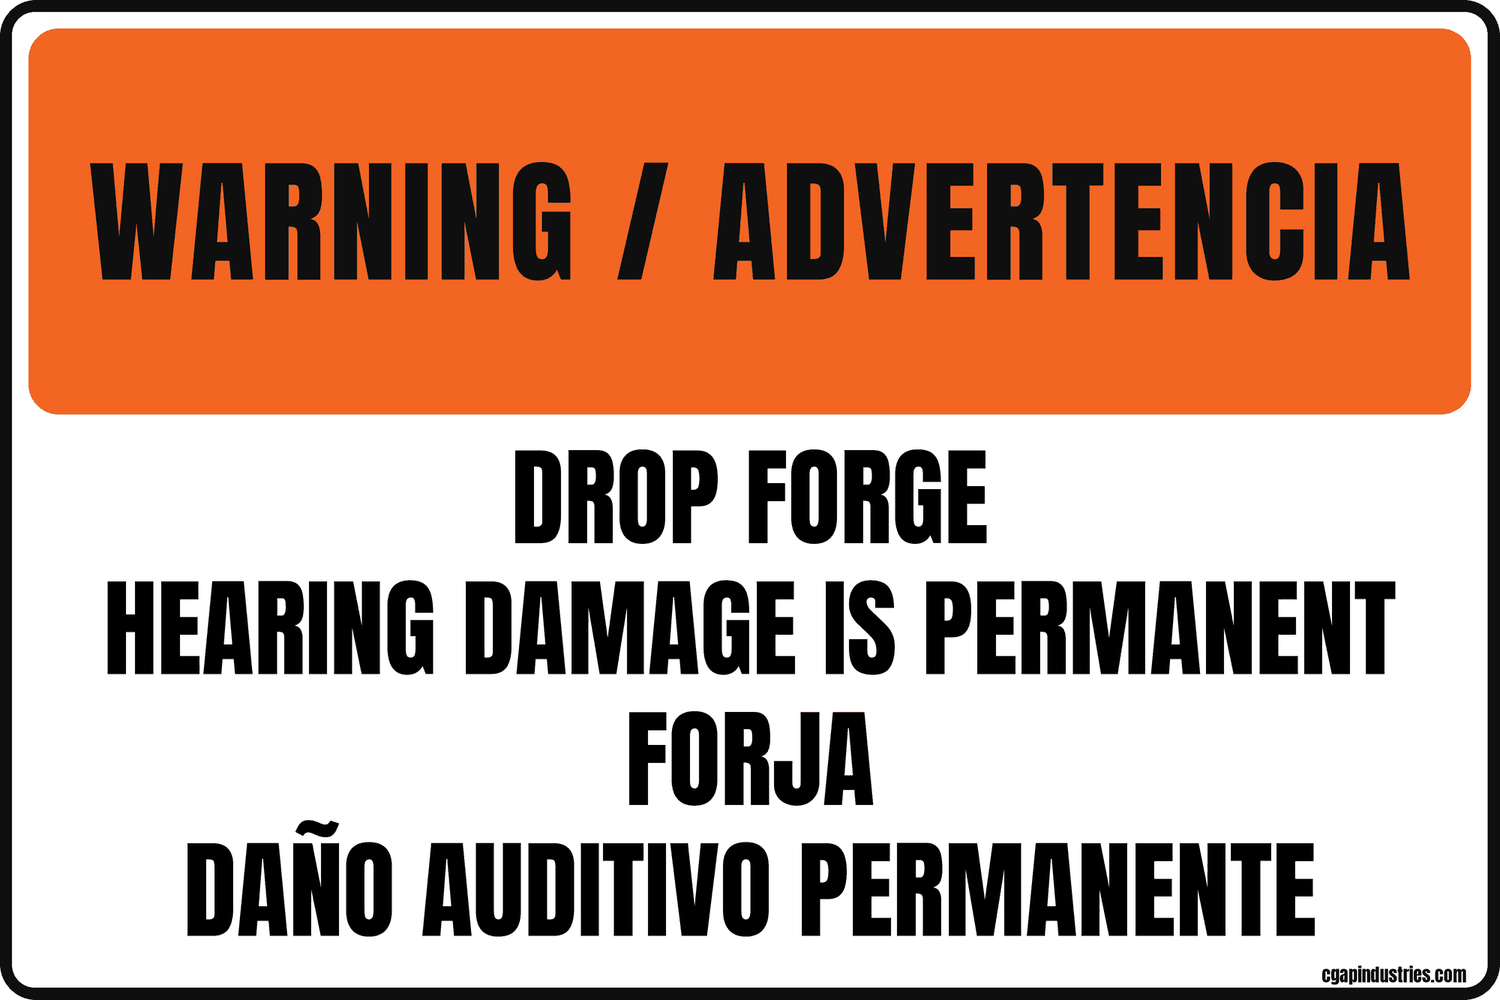 WARNING / ADVERTENCIA
DROP FORGE
HEARING DAMAGE IS PERMANENT
FORJA
DAÑO AUDITIVO PERMANENTE
cgapindustries.com